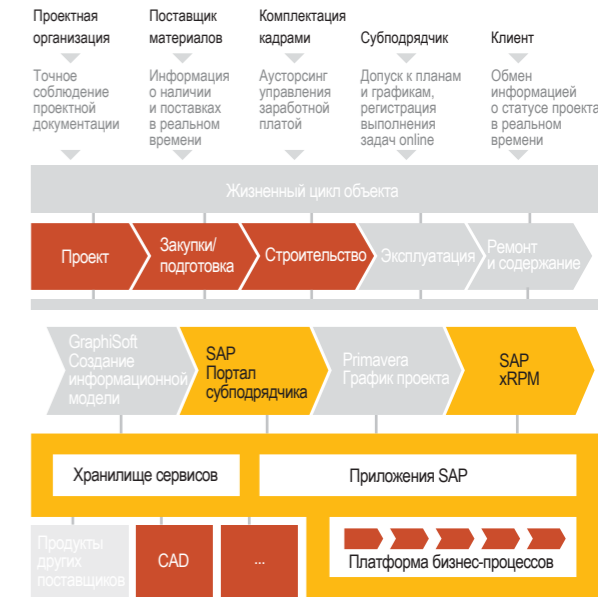 Проектная
организация
Точное
соблюдение
проектной
документации
Поставщик
материалов
Информация
о наличии
и поставках
в реальном
времени
Комплектация
кадрами
Аусторсинг
управления
заработной
платой
Субподрядчик
Допуск к планам
и графикам,
регистрация
выполнения
задач online
Клиент
Обмен
информацией
о статусе проекта
в реальном
времени
Жизненный цикл объекта
Проект
Закупки/
подготовка
Строительство
Эксплуатация
Ремонт
и содержание
GraphiSoft
Создание
информационной
модели
SAP
Портал
субподрядчика
Primavera
График проекта
SAP
xRPM
Хранилище сервисов
Приложения SAP
Продукты
других
поставщиков
CAD
...
Платформа бизнес-процессов